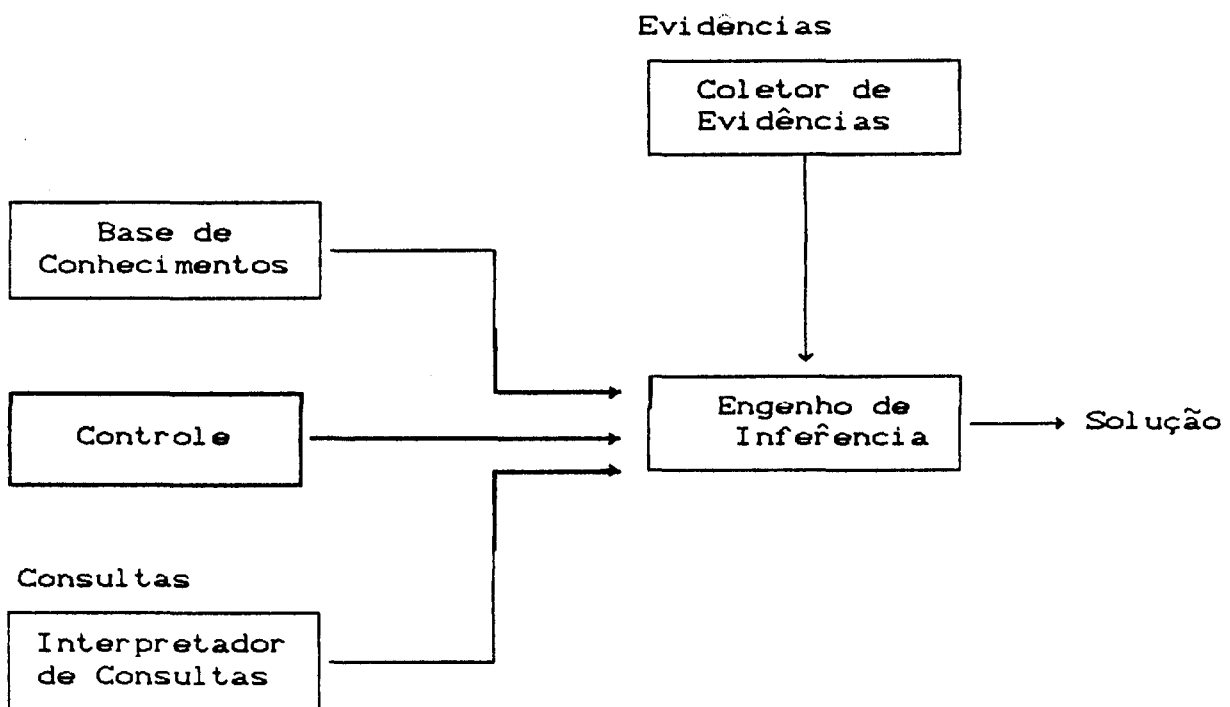 Evidências
Coletor de
Evidências
Base de
Conhecimentos
Controle
Engenho de
Inferência
Solução
Consultas
Interpretador
de Consultas